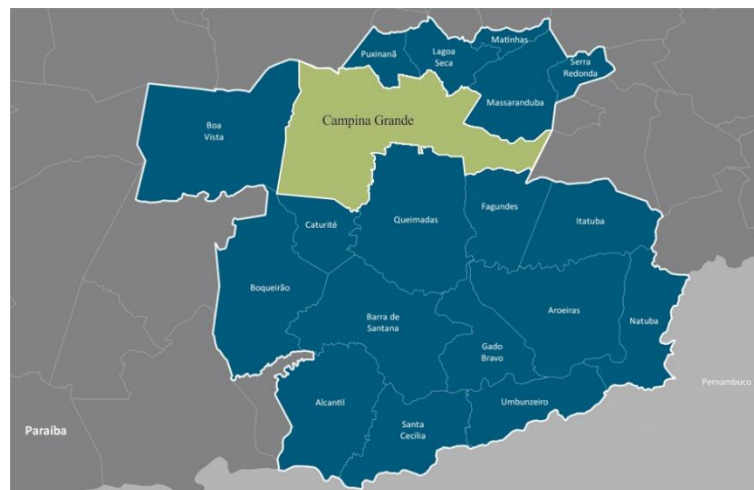 Matinhas
Puxinanã
Lagoa
Seca
Serra
Redonda
Massaranduba
Campina Grande
Boa
Vista
Caturité
Queimadas
Fagundes
Itatuba
Boqueirão
Barra de
Santana
Aroeiras
Natuba
Gado
Bravo
Pernambuco
Alcantil
Umbunzeiro
Santa
Cecília
Paraíba